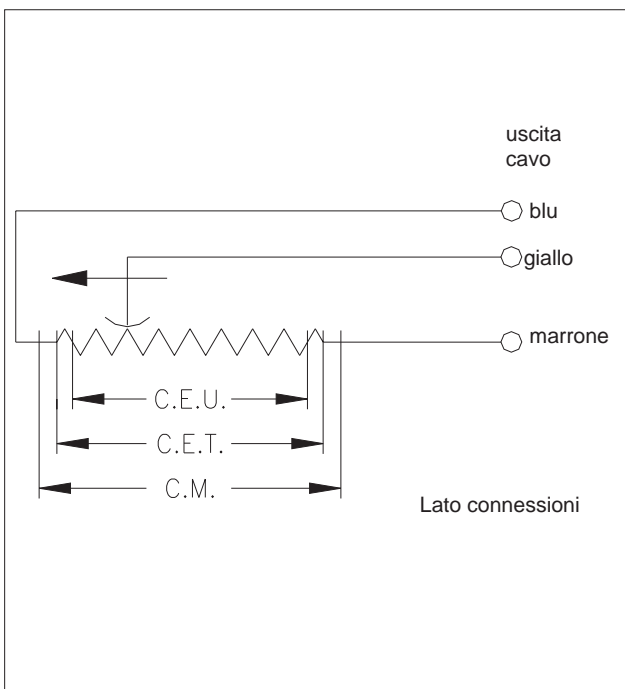 uscita
cavo
blu
giallo
marrone
C.E.U.
C.E.T.
C.M.
Lato connessioni